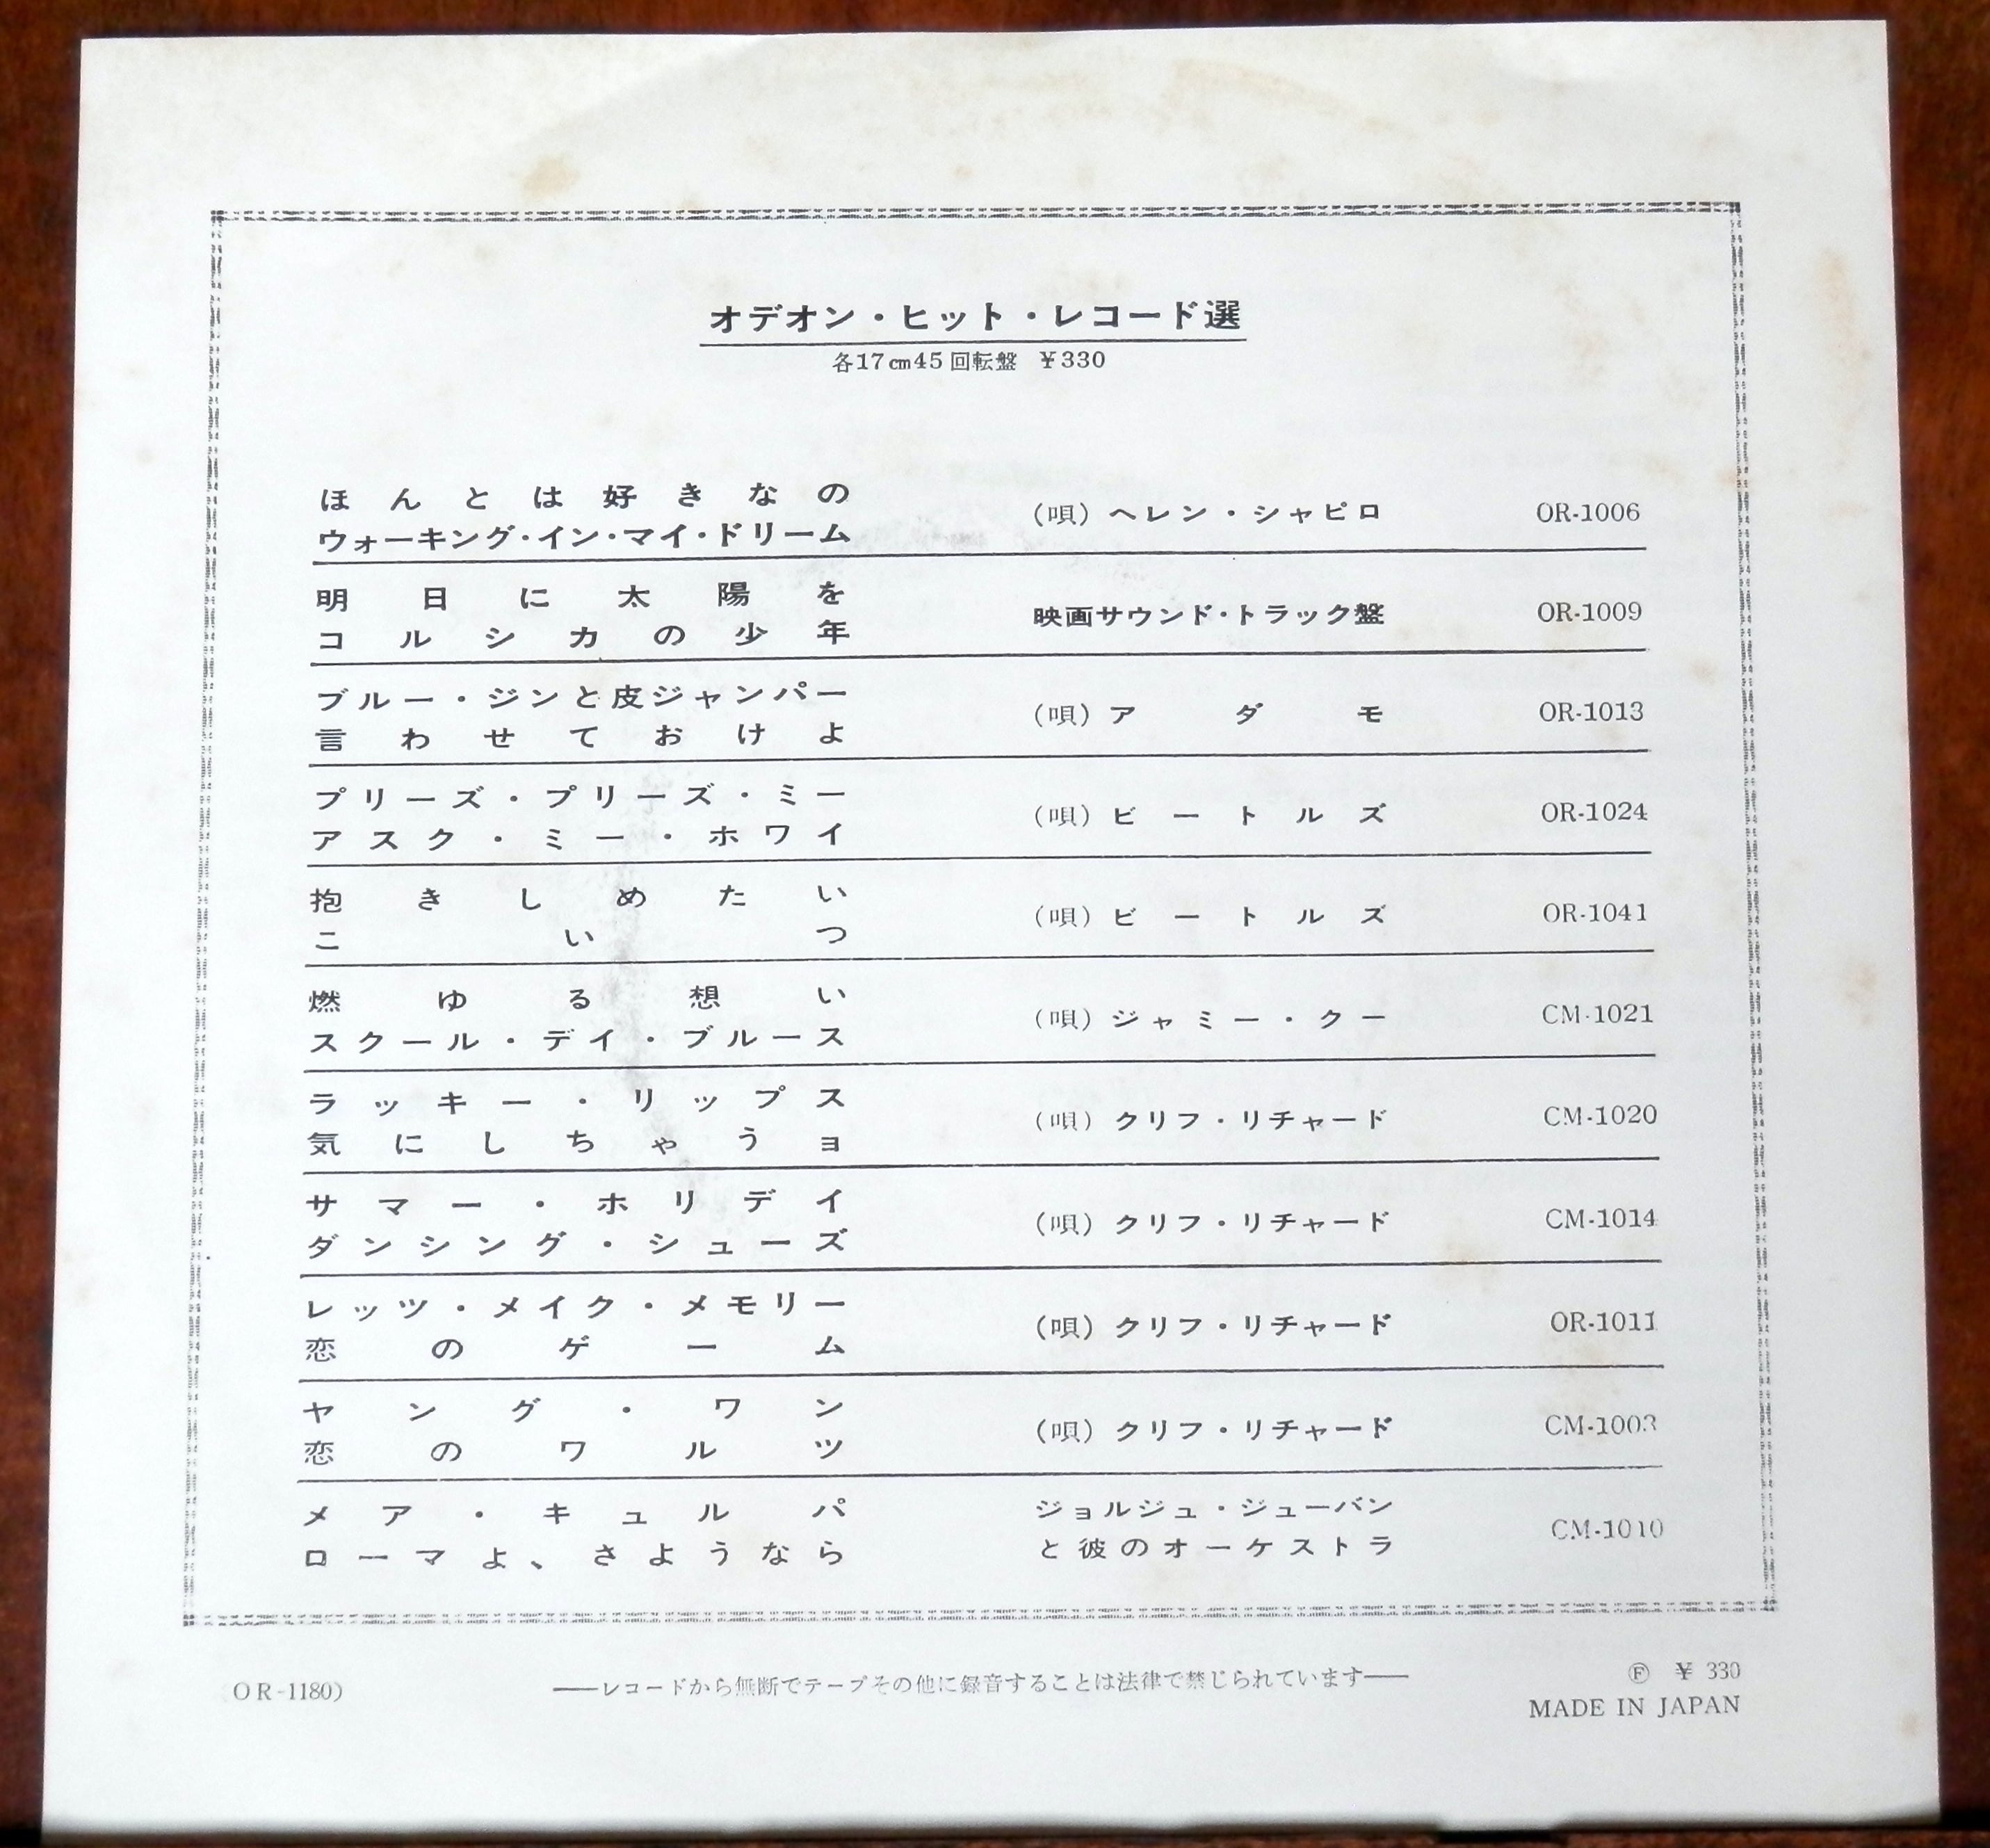 オデオン・ヒット・レコード選
各17cm45回転盤 ¥330
ほんとは好きなの
ウォーキング・イン・マイ・ドリーム
(唄)ヘレン・シャピロ
OR-1006
明日に太陽を
コルシカの少年
映画サウンド・トラック盤
OR-1009
ブルー・ジンと皮ジャンパー
言わせておけよ
(唄)アダモ
OR-1013
プリーズ・プリーズ・ミー
アスク・ミー・ホワイ
(唄)ビートルズ
OR-1024
抱きしめたい
こいつ
(唄)ビートルズ
OR-1041
燃ゆる想い
スクール・デイ・ブルース
(唄)ジャミー・クー
CM-1021
ラッキー・リップス
気にしちゃうョ
(唄)クリフ・リチャード
CM-1020
サマー・ホリデイ
ダンシング・シューズ
(唄)クリフ・リチャード
CM-1014
レッツ・メイク・メモリー
恋のゲーム
(唄)クリフ・リチャード
OR-1011
ヤング・ワン
恋のワルツ
(唄)クリフ・リチャード
CM-1003
メア・キュルパ
ローマよ、さようなら
ジョルジュ・ジューバン
と彼のオーケストラ
CM-1010
OR-1180)
──レコードから無断でテープその他に録音することは法律で禁じられています──
Ⓕ ¥ 330
MADE IN JAPAN